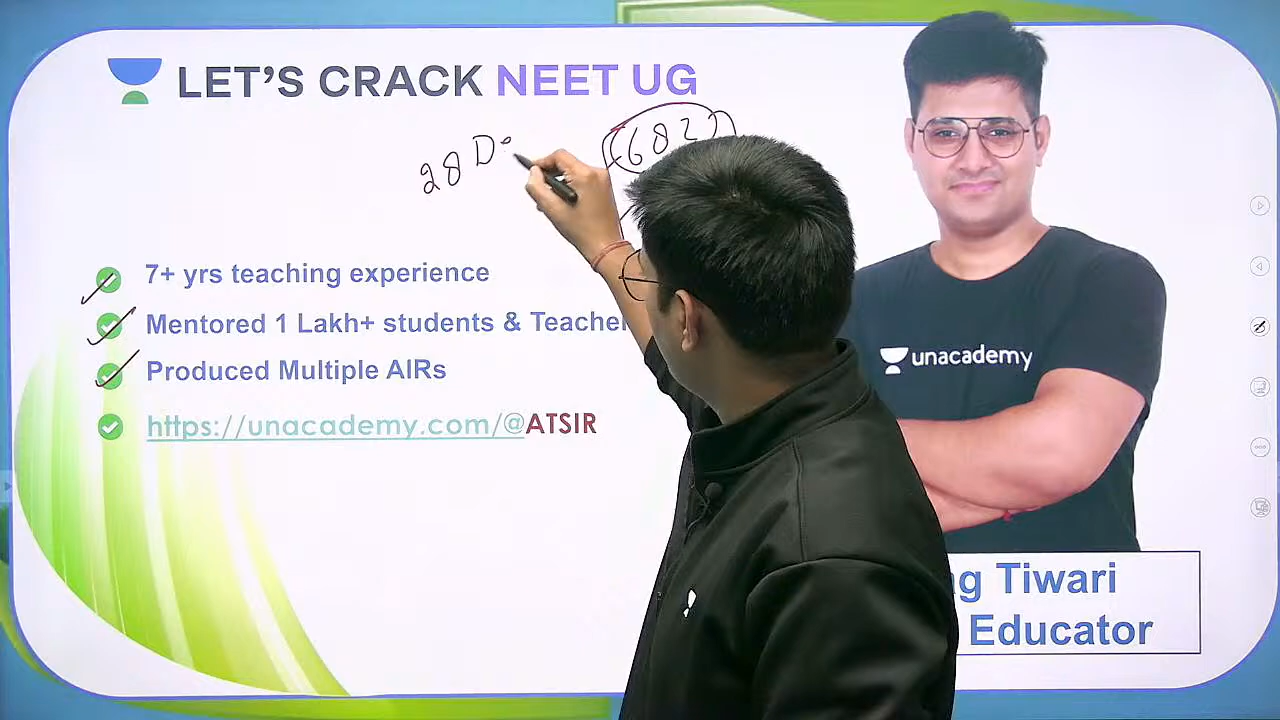 LET'S CRACK NEET UG
682
28 De
7+ yrs teaching experience
Mentored 1 Lakh+ students &
Produced Multiple AIRs
https://unacademy.com/@ATSIR
unacademy
Tiwari
Educator